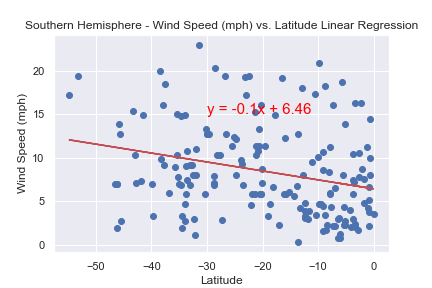 Southern Hemisphere - Wind Speed (mph) vs. Latitude Linear Regression
20
15
10
5
0
Wind Speed (mph)
y = -0.1x + 6.46
−50
−40
−30
−20
−10
0
Latitude